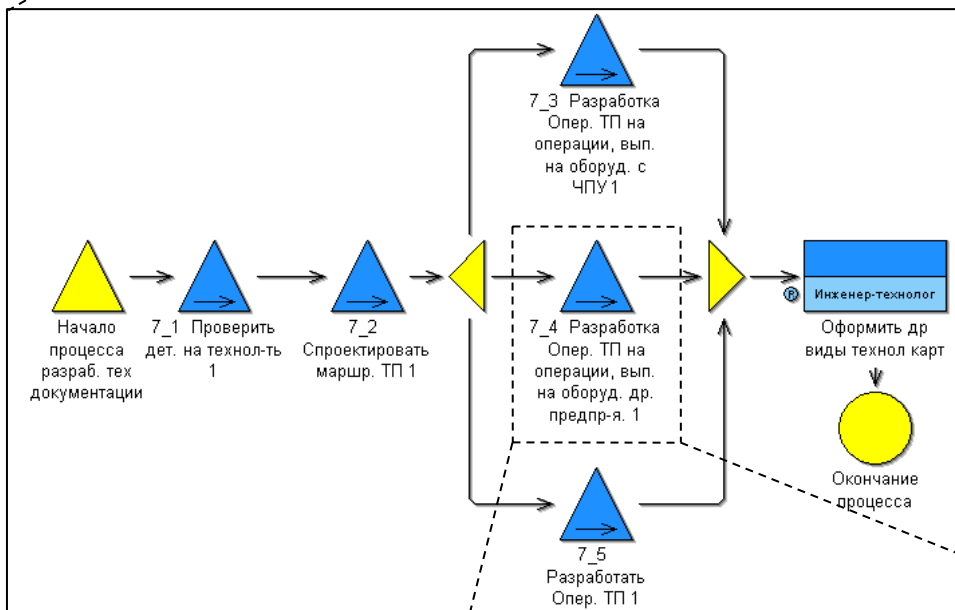 7_3 Разработка
Опер. ТП на
операции, вып.
на оборуд. с
ЧПУ 1
Начало
процесса
разраб. тех
документации
7_1 Проверить
дет. на технол-ть
1
7_2
Спроектировать
маршр. ТП 1
7_4 Разработка
Опер. ТП на
операции, вып.
на оборуд. др.
предпр-я. 1
Инженер-технолог
Оформить др
виды технол карт
Окончание
процесса
7_5
Разработать
Опер. ТП 1